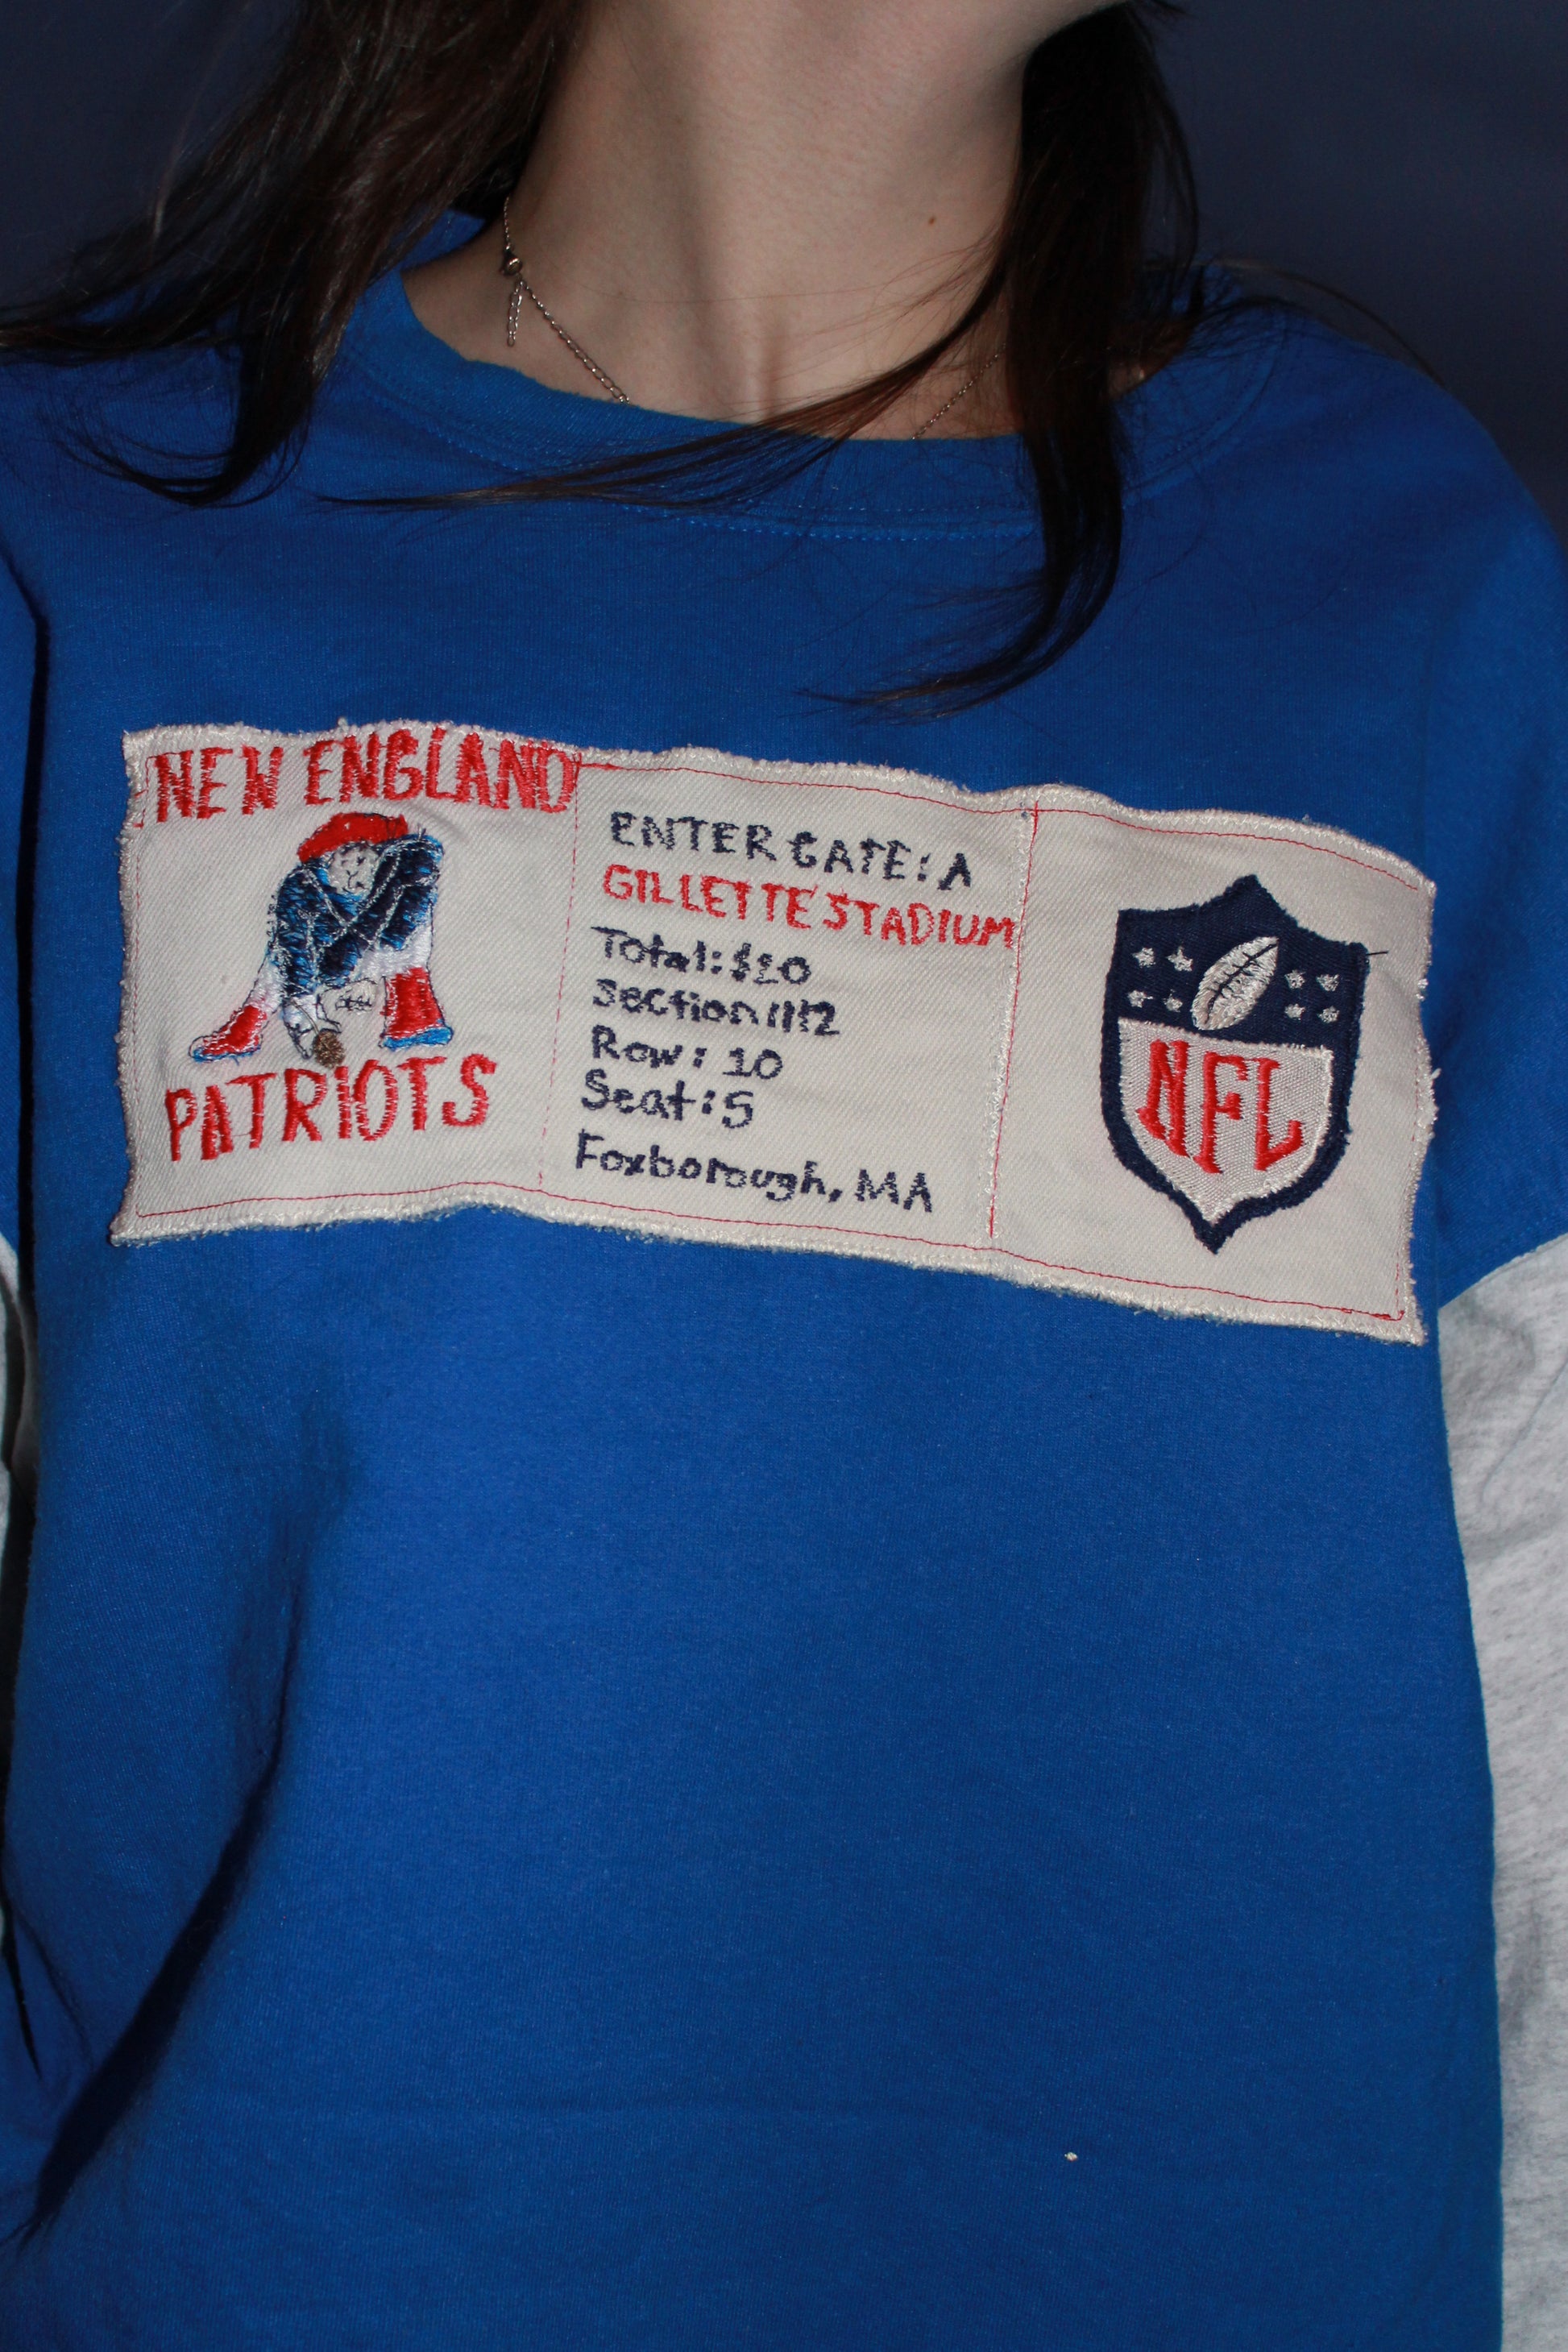 NEW ENGLAND
PATRIOTS
ENTER GATE: A
GILLETTE STADIUM
Total: $20
Section 112
Row: 10
Seat: 5
Foxborough, MA
NFL